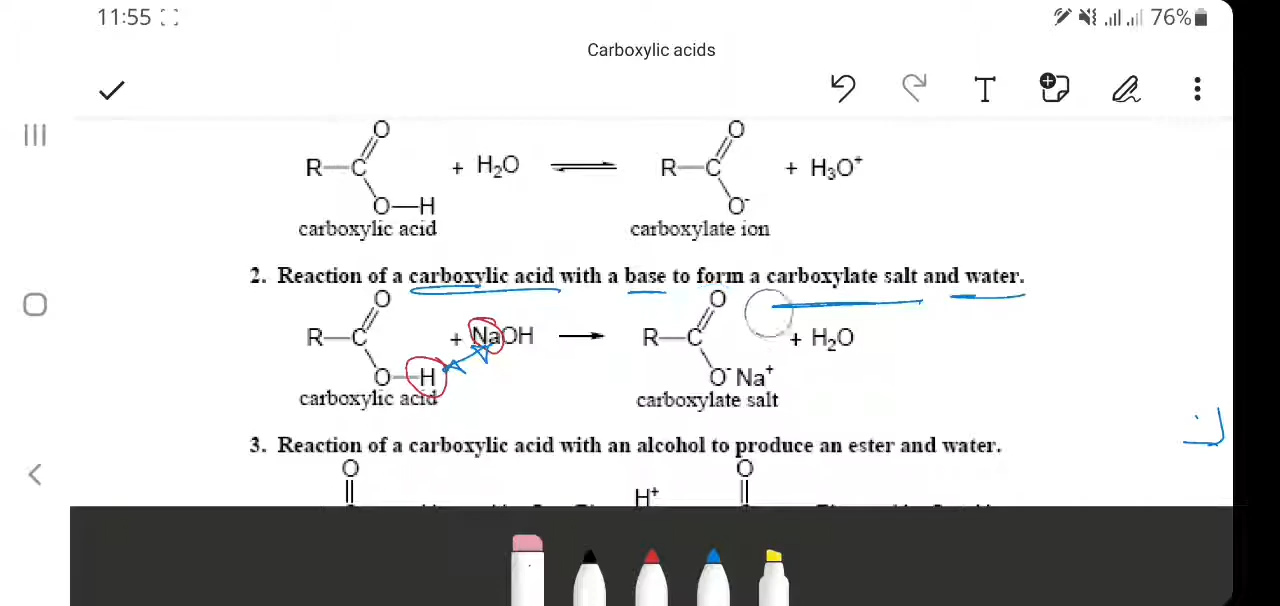 11:55 76%
Carboxylic acids
T
O O
R—C + H₂O ⇌ R—C + H₃O⁺
O—H O⁻
carboxylic acid carboxylate ion
2. Reaction of a carboxylic acid with a base to form a carboxylate salt and water.
O O
R—C + NaOH → R—C + H₂O
O—H O⁻ Na⁺
carboxylic acid carboxylate salt
3. Reaction of a carboxylic acid with an alcohol to produce an ester and water.
O O
H⁺